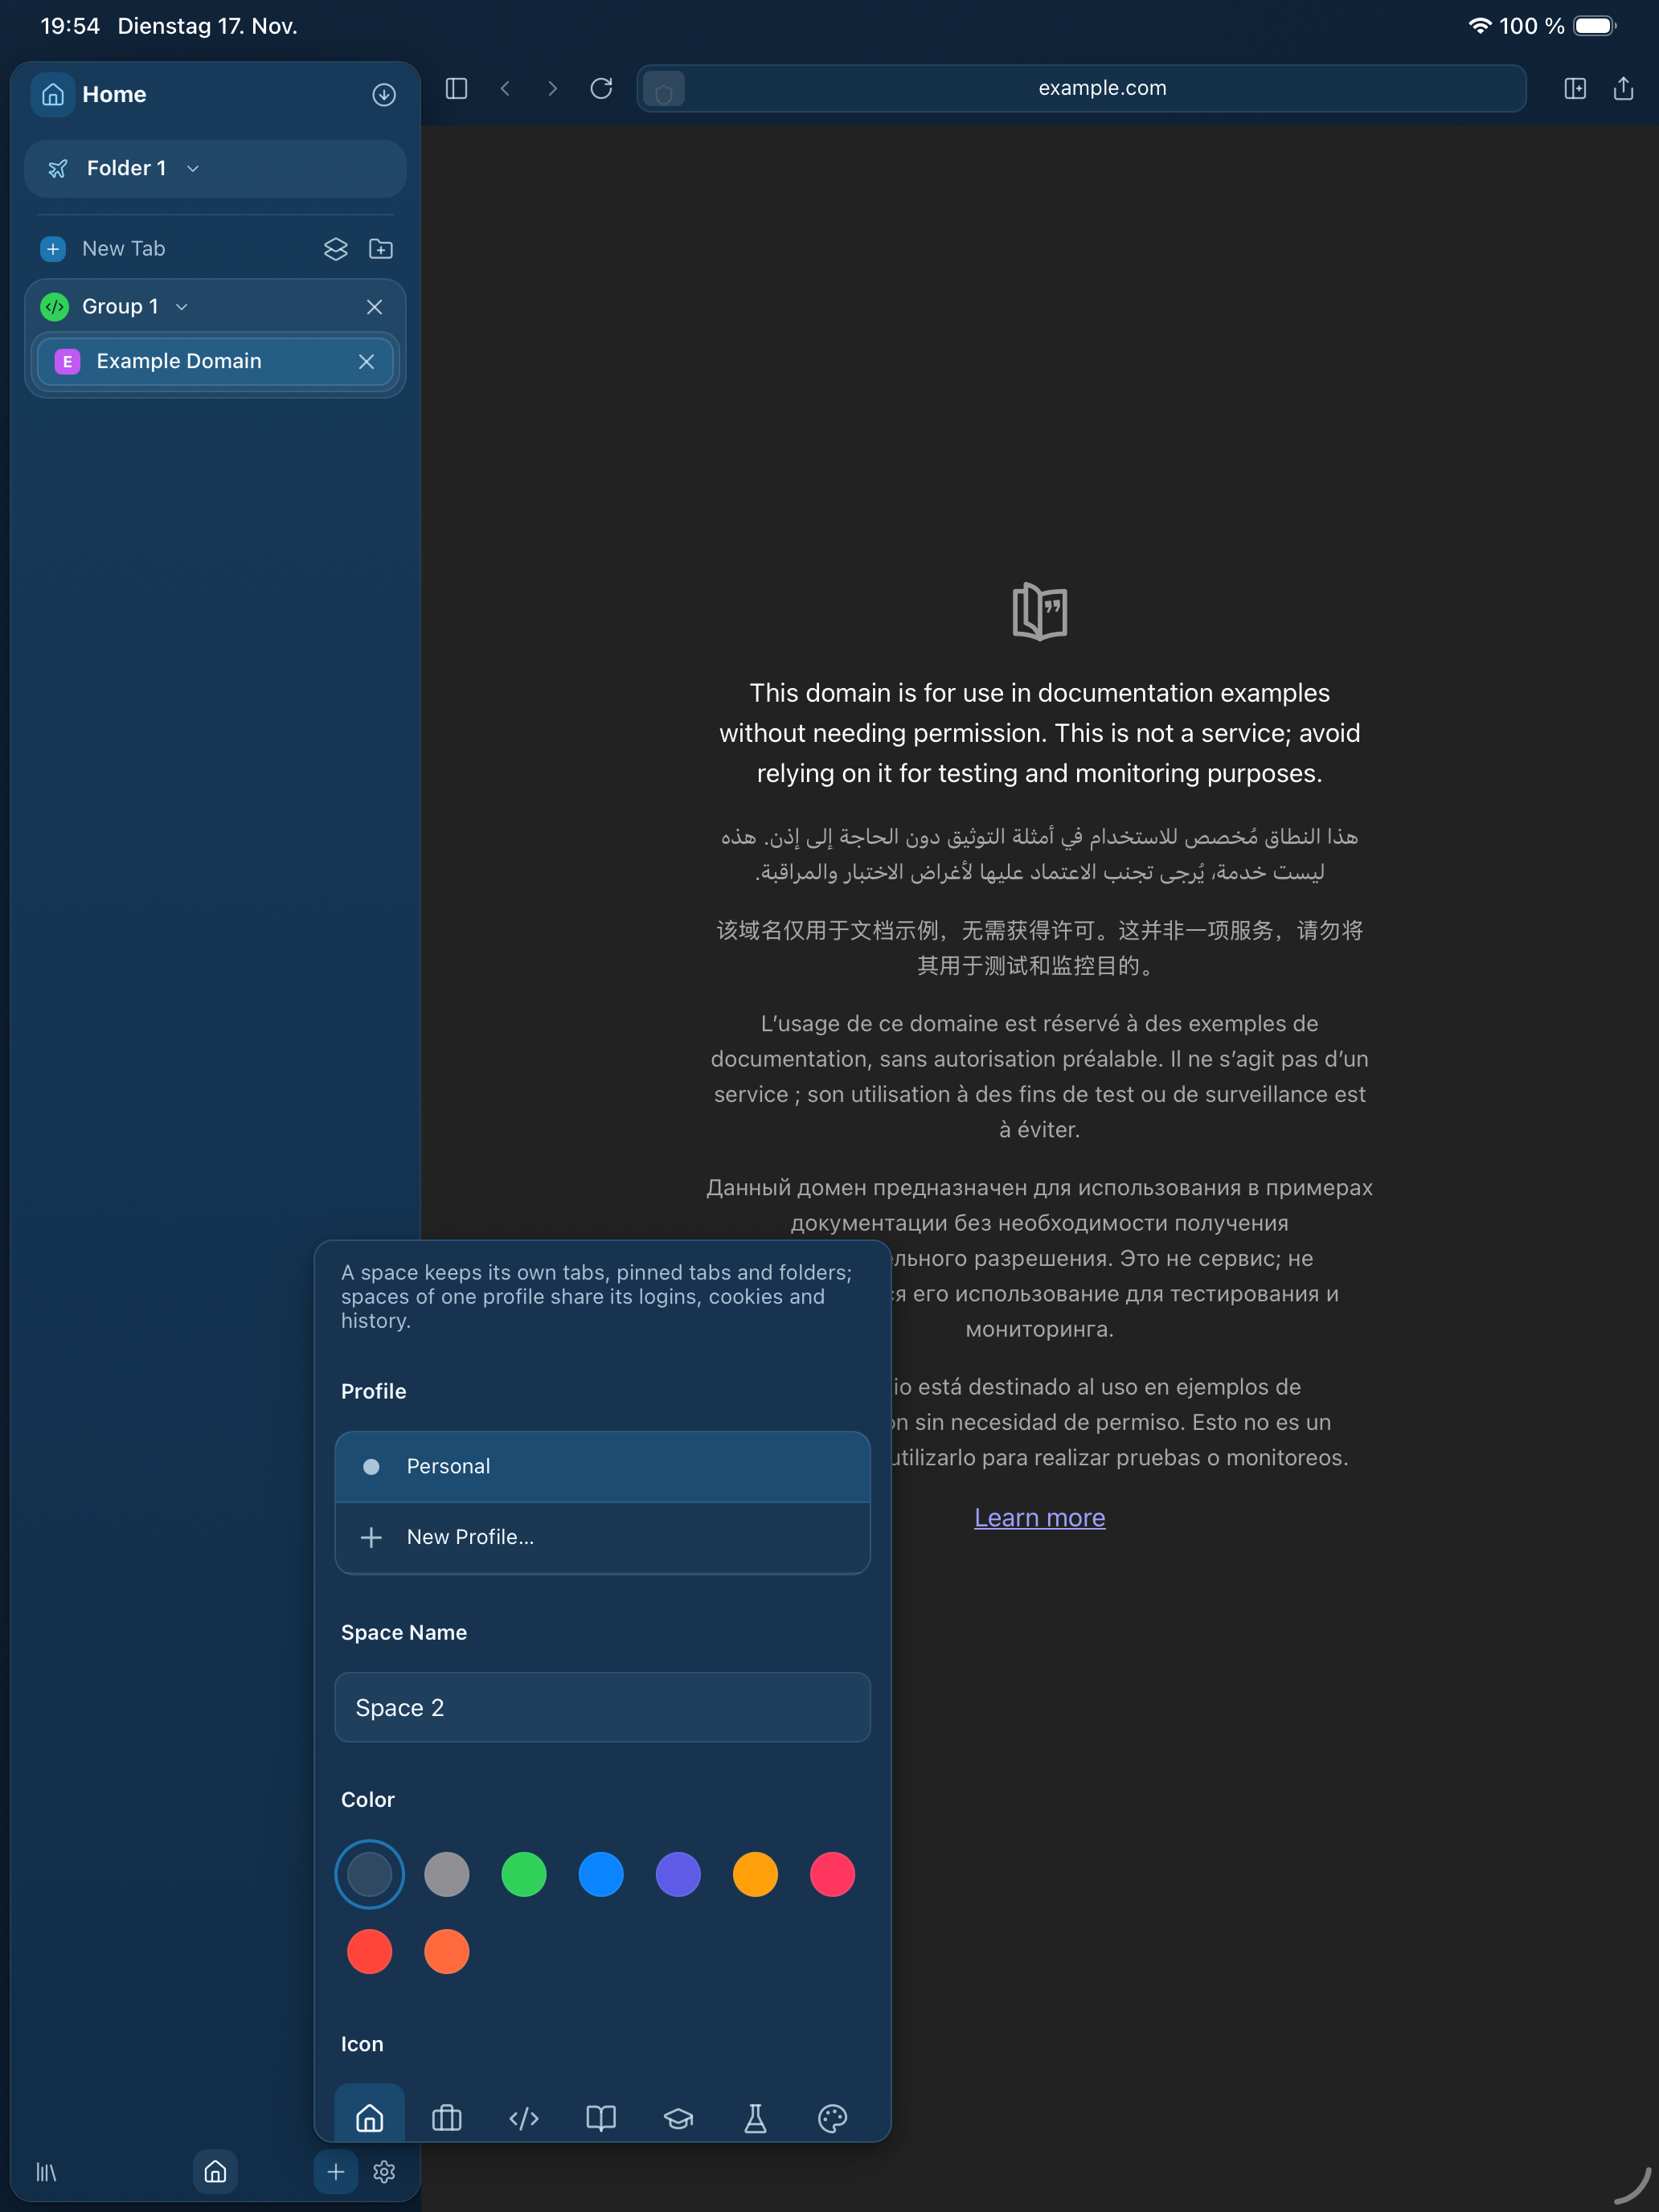 19:54 Dienstag 17. Nov.
100 %
Home
example.com
Folder 1
New Tab
Group 1
E Example Domain
This domain is for use in documentation examples
without needing permission. This is not a service; avoid
relying on it for testing and monitoring purposes.
هذا النطاق مُخصص للاستخدام في أمثلة التوثيق دون الحاجة إلى إذن. هذه
ليست خدمة، يُرجى تجنب الاعتماد عليها لأغراض الاختبار والمراقبة.
该域名仅用于文档示例，无需获得许可。这并非一项服务，请勿将
其用于测试和监控目的。
L’usage de ce domaine est réservé à des exemples de
documentation, sans autorisation préalable. Il ne s’agit pas d’un
service ; son utilisation à des fins de test ou de surveillance est
à éviter.
Данный домен предназначен для использования в примерах
документации без необходимости получения
разрешения. Это не сервис; не
его использование для тестирования и
мониторинга.
está destinado al uso en ejemplos de
sin necesidad de permiso. Esto no es un
utilizarlo para realizar pruebas o monitoreos.
Learn more
A space keeps its own tabs, pinned tabs and folders;
spaces of one profile share its logins, cookies and
history.
Profile
Personal
New Profile...
Space Name
Space 2
Color
Icon